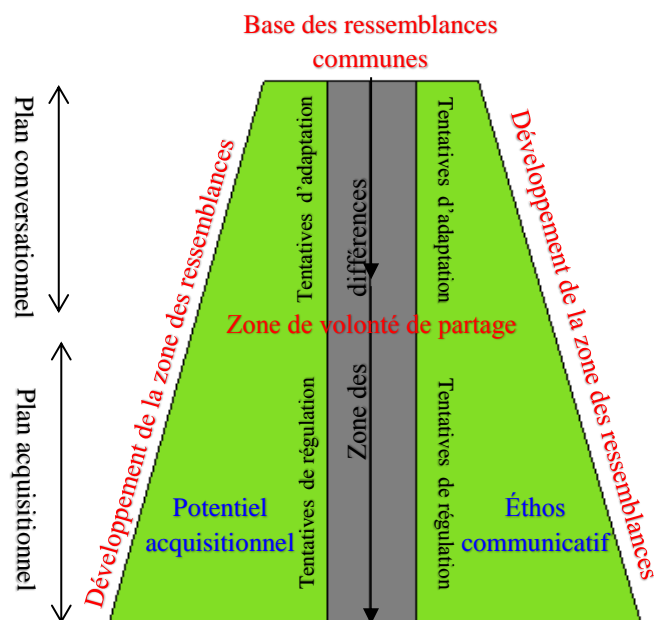 Base des ressemblances
communes
Plan conversationnel
Plan acquisitionnel
Développement de la zone des ressemblances
Tentatives d'adaptation
Zone des différences
Tentatives d'adaptation
Développement de la zone des ressemblances
Zone de volonté de partage
Tentatives de régulation
Tentatives de régulation
Potentiel
acquisitionnel
Éthos
communicatif